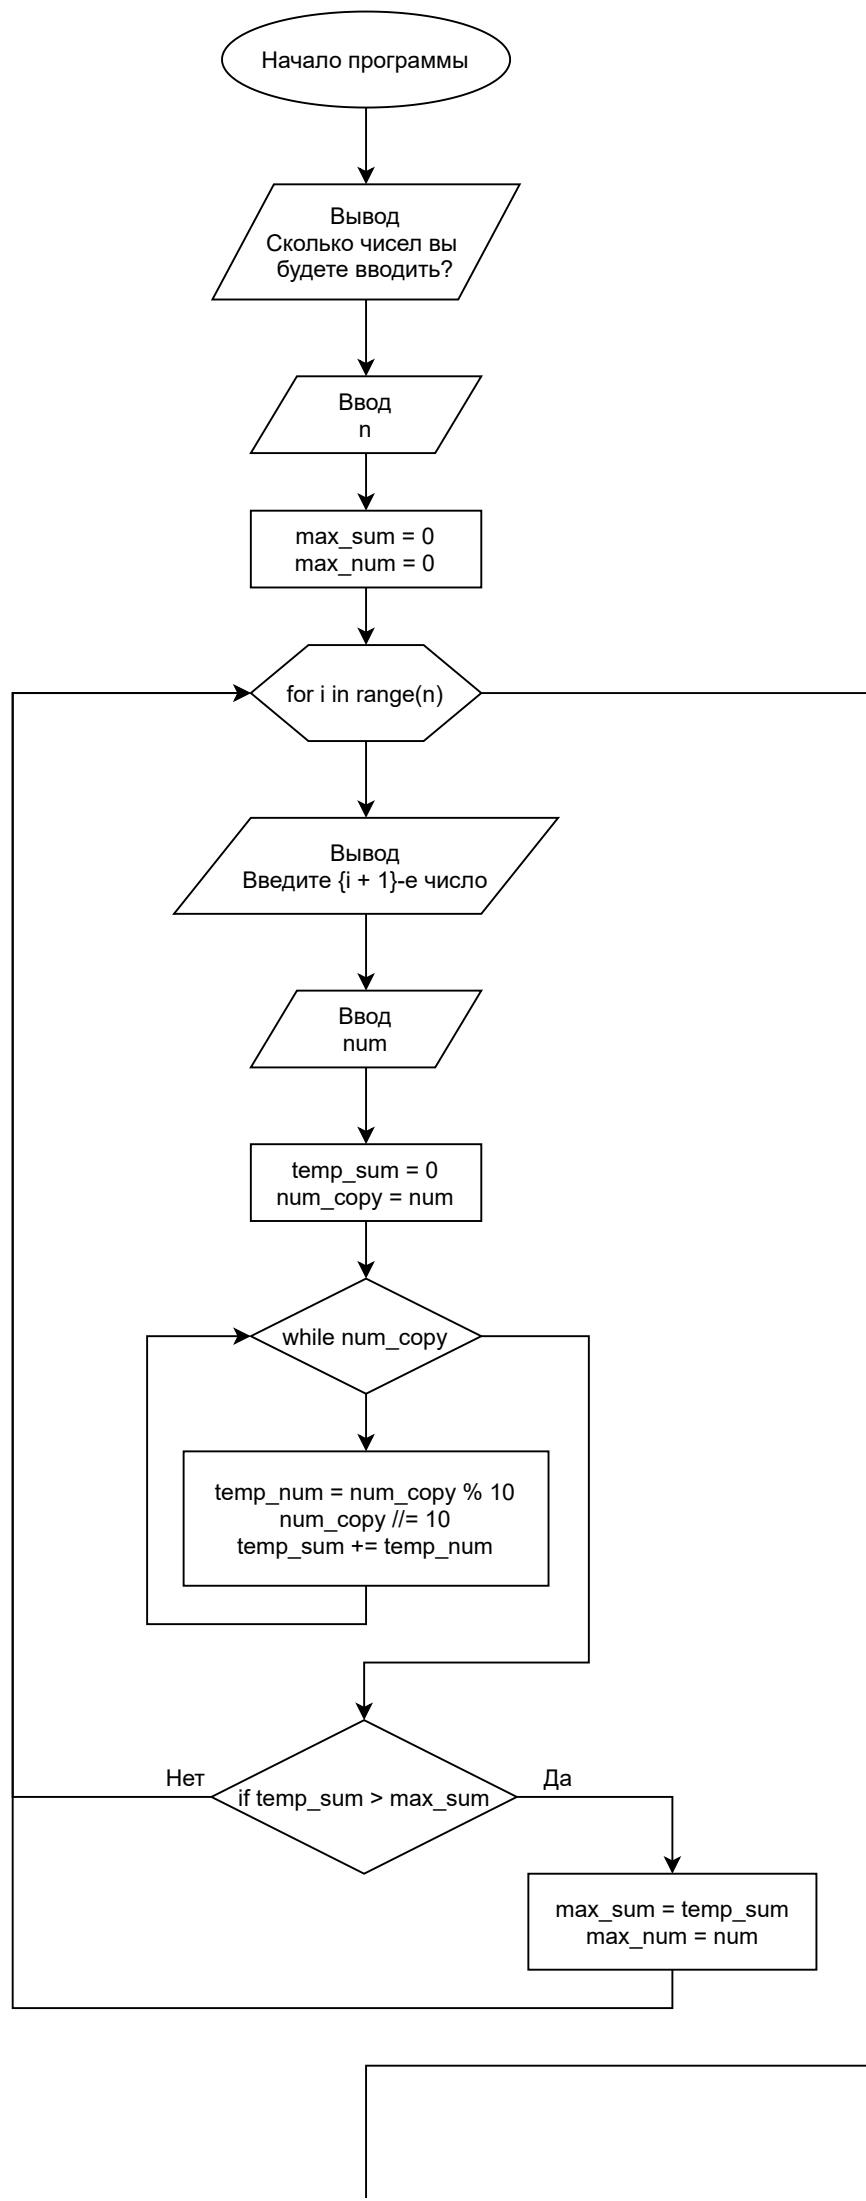 Начало программы
Вывод
Сколько чисел вы
будете вводить?
Ввод
n
max_sum = 0
max_num = 0
for i in range(n)
Вывод
Введите {i + 1}-е число
Ввод
num
temp_sum = 0
num_copy = num
while num_copy
temp_num = num_copy % 10
num_copy //= 10
temp_sum += temp_num
Нет
if temp_sum > max_sum
Да
max_sum = temp_sum
max_num = num